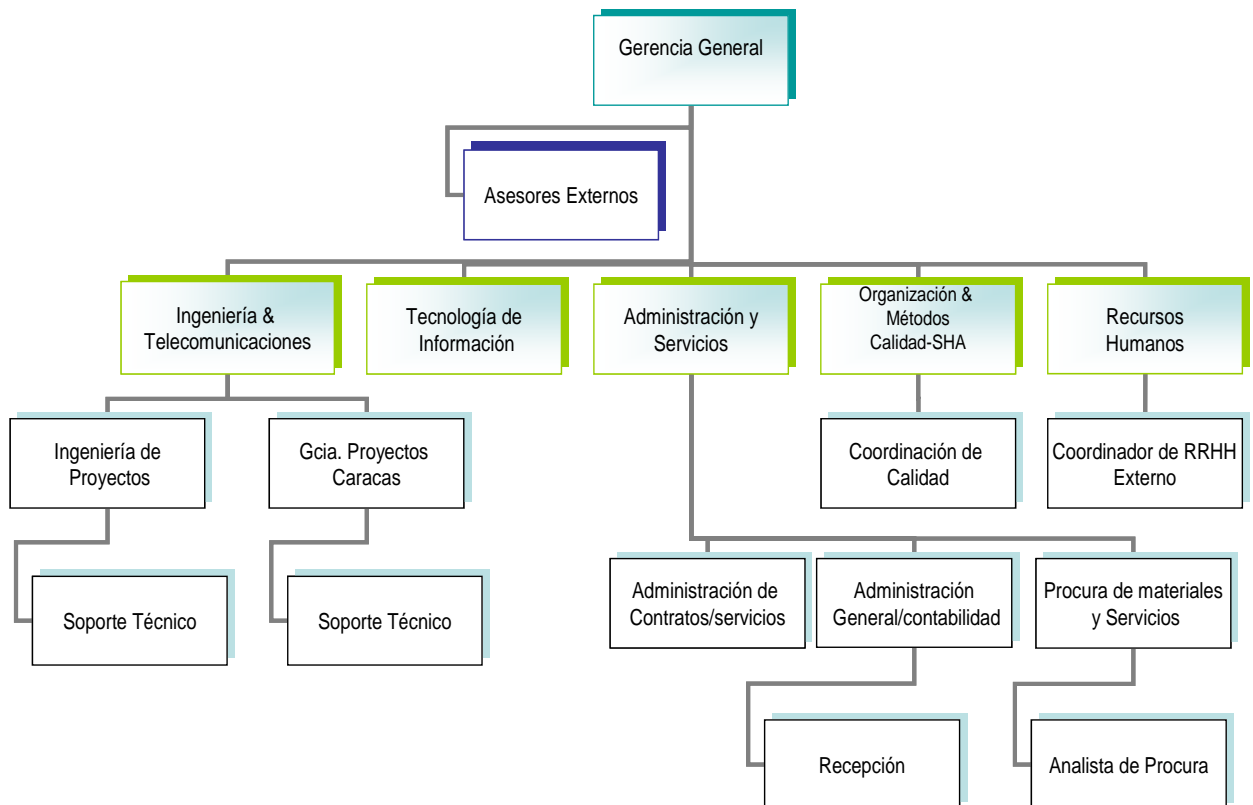 Gerencia General
Asesores Externos
Ingeniería &
Telecomunicaciones
Tecnología de
Información
Administración y
Servicios
Organización &
Métodos
Calidad-SHA
Recursos
Humanos
Ingeniería de
Proyectos
Gcia. Proyectos
Caracas
Coordinación de
Calidad
Coordinador de RRHH
Externo
Soporte Técnico
Soporte Técnico
Administración de
Contratos/servicios
Administración
General/contabilidad
Procura de materiales
y Servicios
Recepción
Analista de Procura